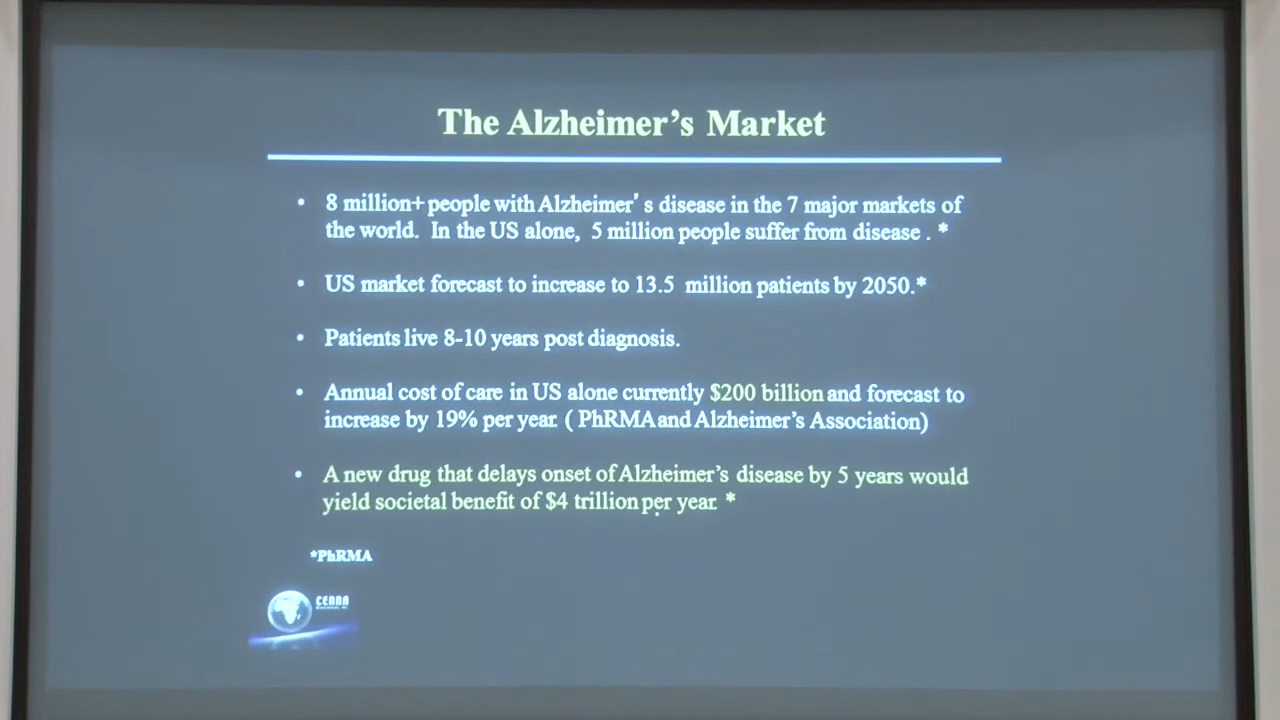 The Alzheimer's Market
• 8 million+ people with Alzheimer's disease in the 7 major markets of
the world. In the US alone, 5 million people suffer from disease . *
• US market forecast to increase to 13.5 million patients by 2050.*
• Patients live 8-10 years post diagnosis.
• Annual cost of care in US alone currently $200 billion and forecast to
increase by 19% per year. ( PhRMA and Alzheimer's Association)
• A new drug that delays onset of Alzheimer's disease by 5 years would
yield societal benefit of $4 trillion per year. *
*PhRMA